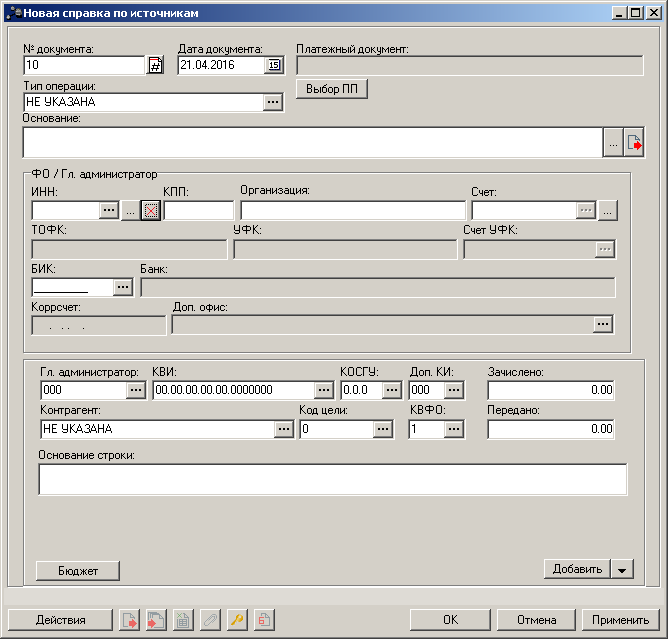 Новая справка по источникам
№ документа: Дата документа: Платежный документ:
10 # 21.04.2016 15
Тип операции: Выбор ПП
НЕ УКАЗАНА ...
Основание:
...
ФО / Гл. администратор
ИНН: КПП: Организация: Счет:
... ... ... ...
ТОФК: УФК: Счет УФК:
...
БИК: Банк:
...
Коррсчет: Доп. офис:
. . . . ...
Гл. администратор: КВИ: КОСГУ: Доп. КИ: Зачислено:
000 ... 00.00.00.00.00.0000000 ... 0.0.0 ... 000 ... 0.00
Контрагент: Код цели: КВФО: Передано:
НЕ УКАЗАНА ... 0 ... 1 ... 0.00
Основание строки:
Бюджет Добавить
Действия 6 OK Отмена Применить